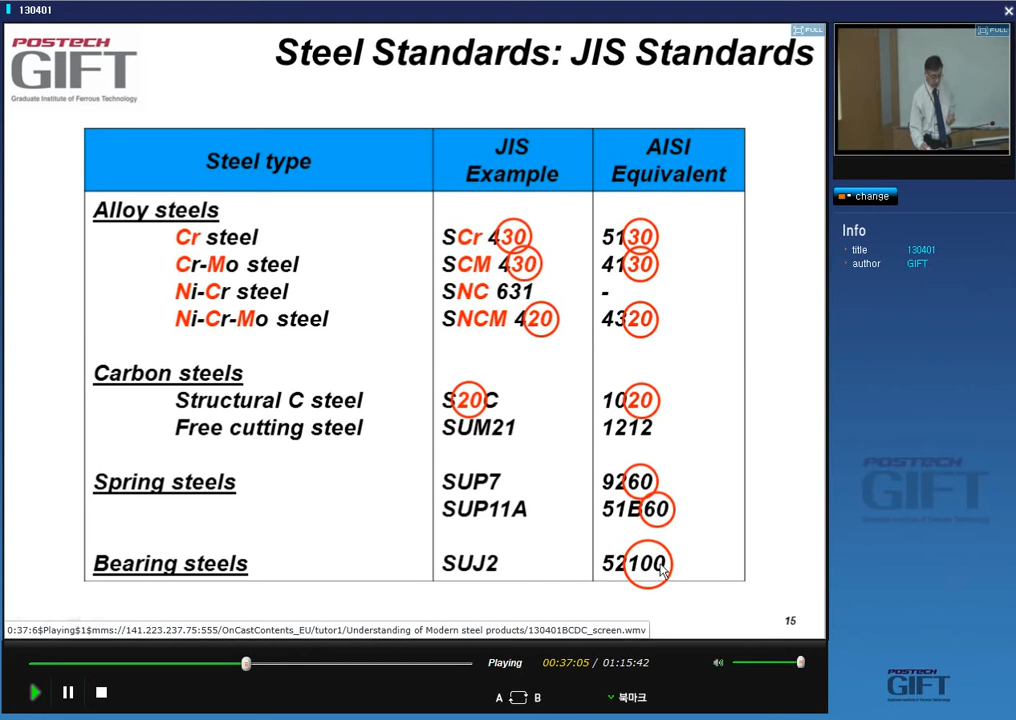 130401
POSTECH
GIFT
Graduate Institute of Ferrous Technology
Steel Standards: JIS Standards
FULL
FULL
Steel type
JIS Example
AISI Equivalent
Alloy steels
Cr steel SCr 430 5130
Cr-Mo steel SCM 430 4130
Ni-Cr steel SNC 631 -
Ni-Cr-Mo steel SNCM 420 4320
Carbon steels
Structural C steel S20C 1020
Free cutting steel SUM21 1212
Spring steels SUP7 9260
SUP11A 51B60
Bearing steels SUJ2 52100
15
0:37:6$Playing$1$mms://141.223.237.75:555/OnCastContents_EU/tutor1/Understanding of Modern steel products/130401BCDC_screen.wmv
change
Info
title 130401
author GIFT
POSTECH
GIFT
Playing 00:37:05 / 01:15:42
A B 북마크
POSTECH
GIFT